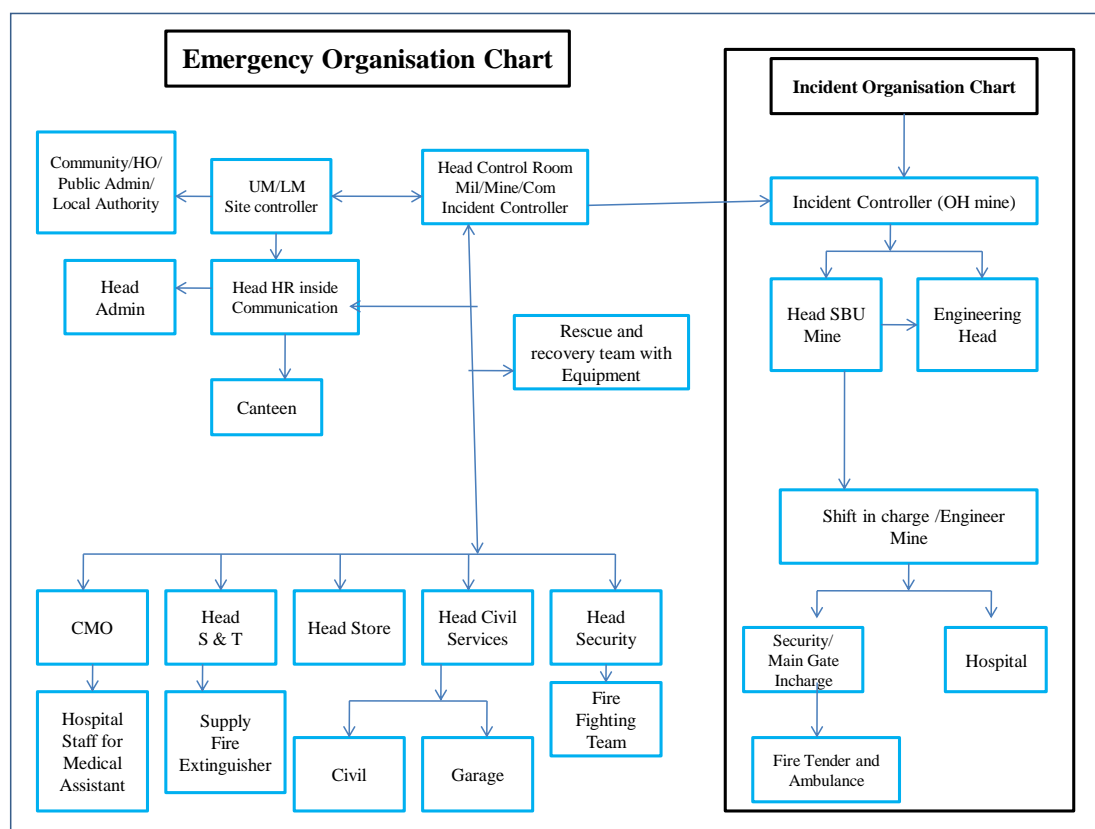 Emergency Organisation Chart
Incident Organisation Chart
Community/HO/
Public Admin/
Local Authority
UM/LM
Site controller
Head Control Room
Mil/Mine/Com
Incident Controller
Incident Controller (OH mine)
Head
Admin
Head HR inside
Communication
Head SBU
Mine
Engineering
Head
Rescue and
recovery team with
Equipment
Canteen
Shift in charge /Engineer
Mine
CMO
Head
S & T
Head Store
Head Civil
Services
Head
Security
Security/
Main Gate
Incharge
Hospital
Hospital
Staff for
Medical
Assistant
Supply
Fire
Extinguisher
Civil
Garage
Fire
Fighting
Team
Fire Tender and
Ambulance